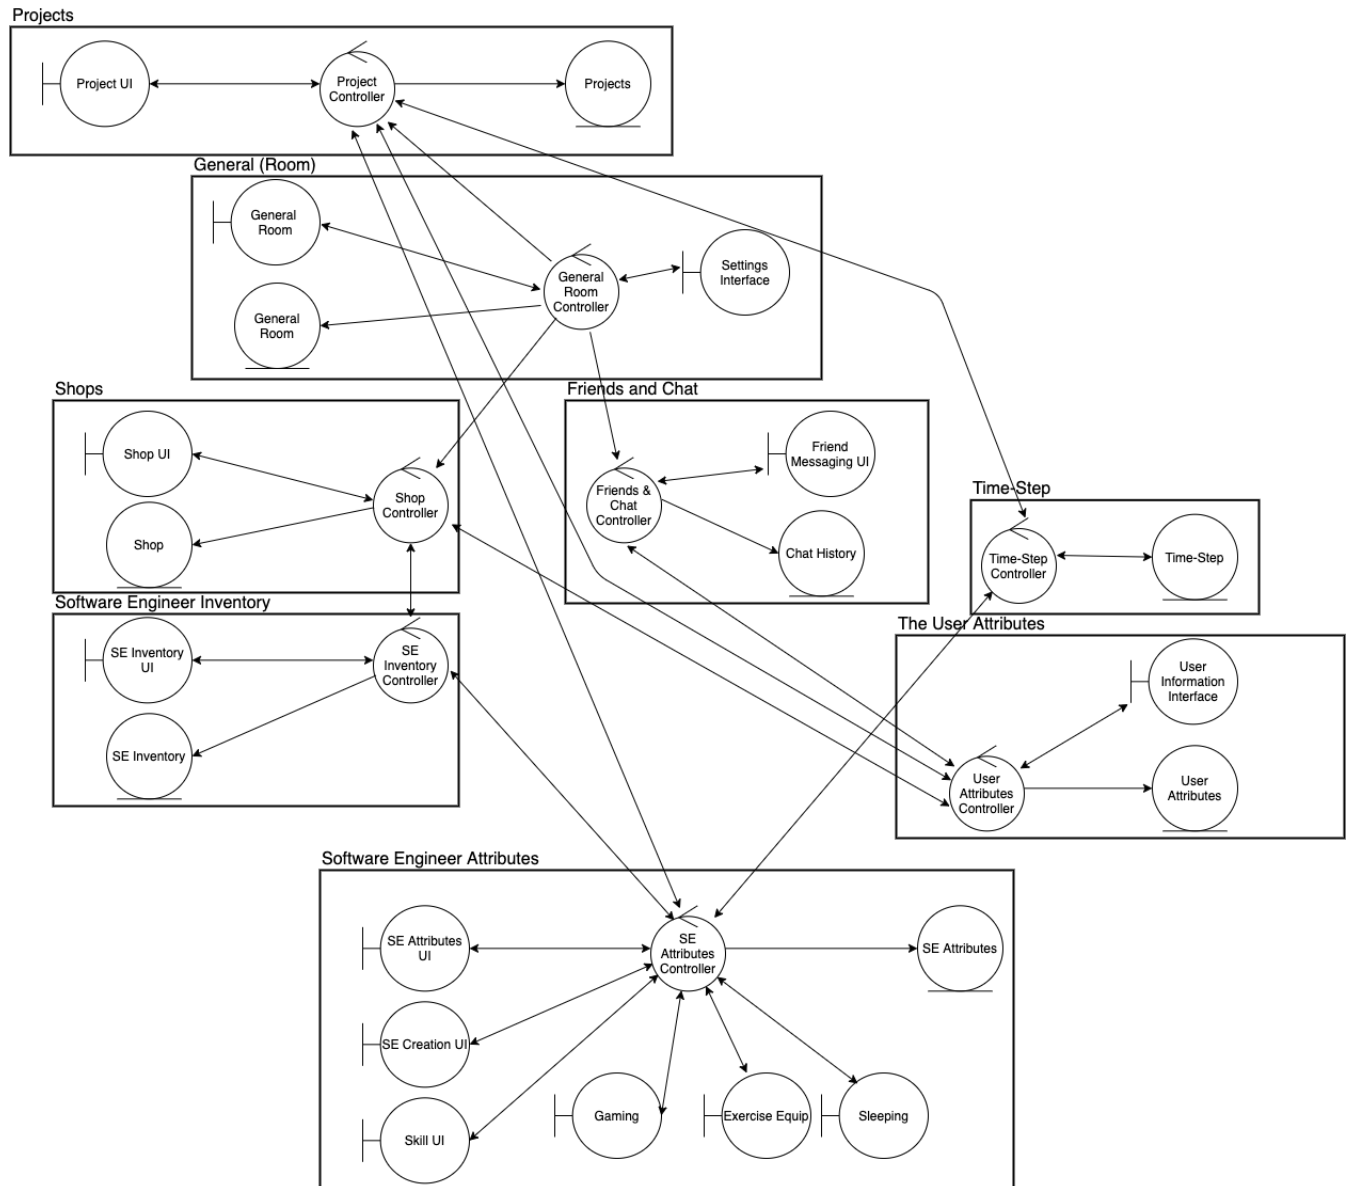 Projects
Project UI
Project
Controller
Projects
General (Room)
General
Room
General
Room
Controller
Settings
Interface
General
Room
Shops
Shop UI
Shop
Controller
Shop
Friends and Chat
Friend
Messaging UI
Friends &
Chat
Controller
Chat History
Time-Step
Time-Step
Controller
Time-Step
Software Engineer Inventory
SE Inventory
UI
SE
Inventory
Controller
SE Inventory
The User Attributes
User
Information
Interface
User
Attributes
Controller
User
Attributes
Software Engineer Attributes
SE Attributes
UI
SE
Attributes
Controller
SE Attributes
SE Creation UI
Skill UI
Gaming
Exercise Equip
Sleeping